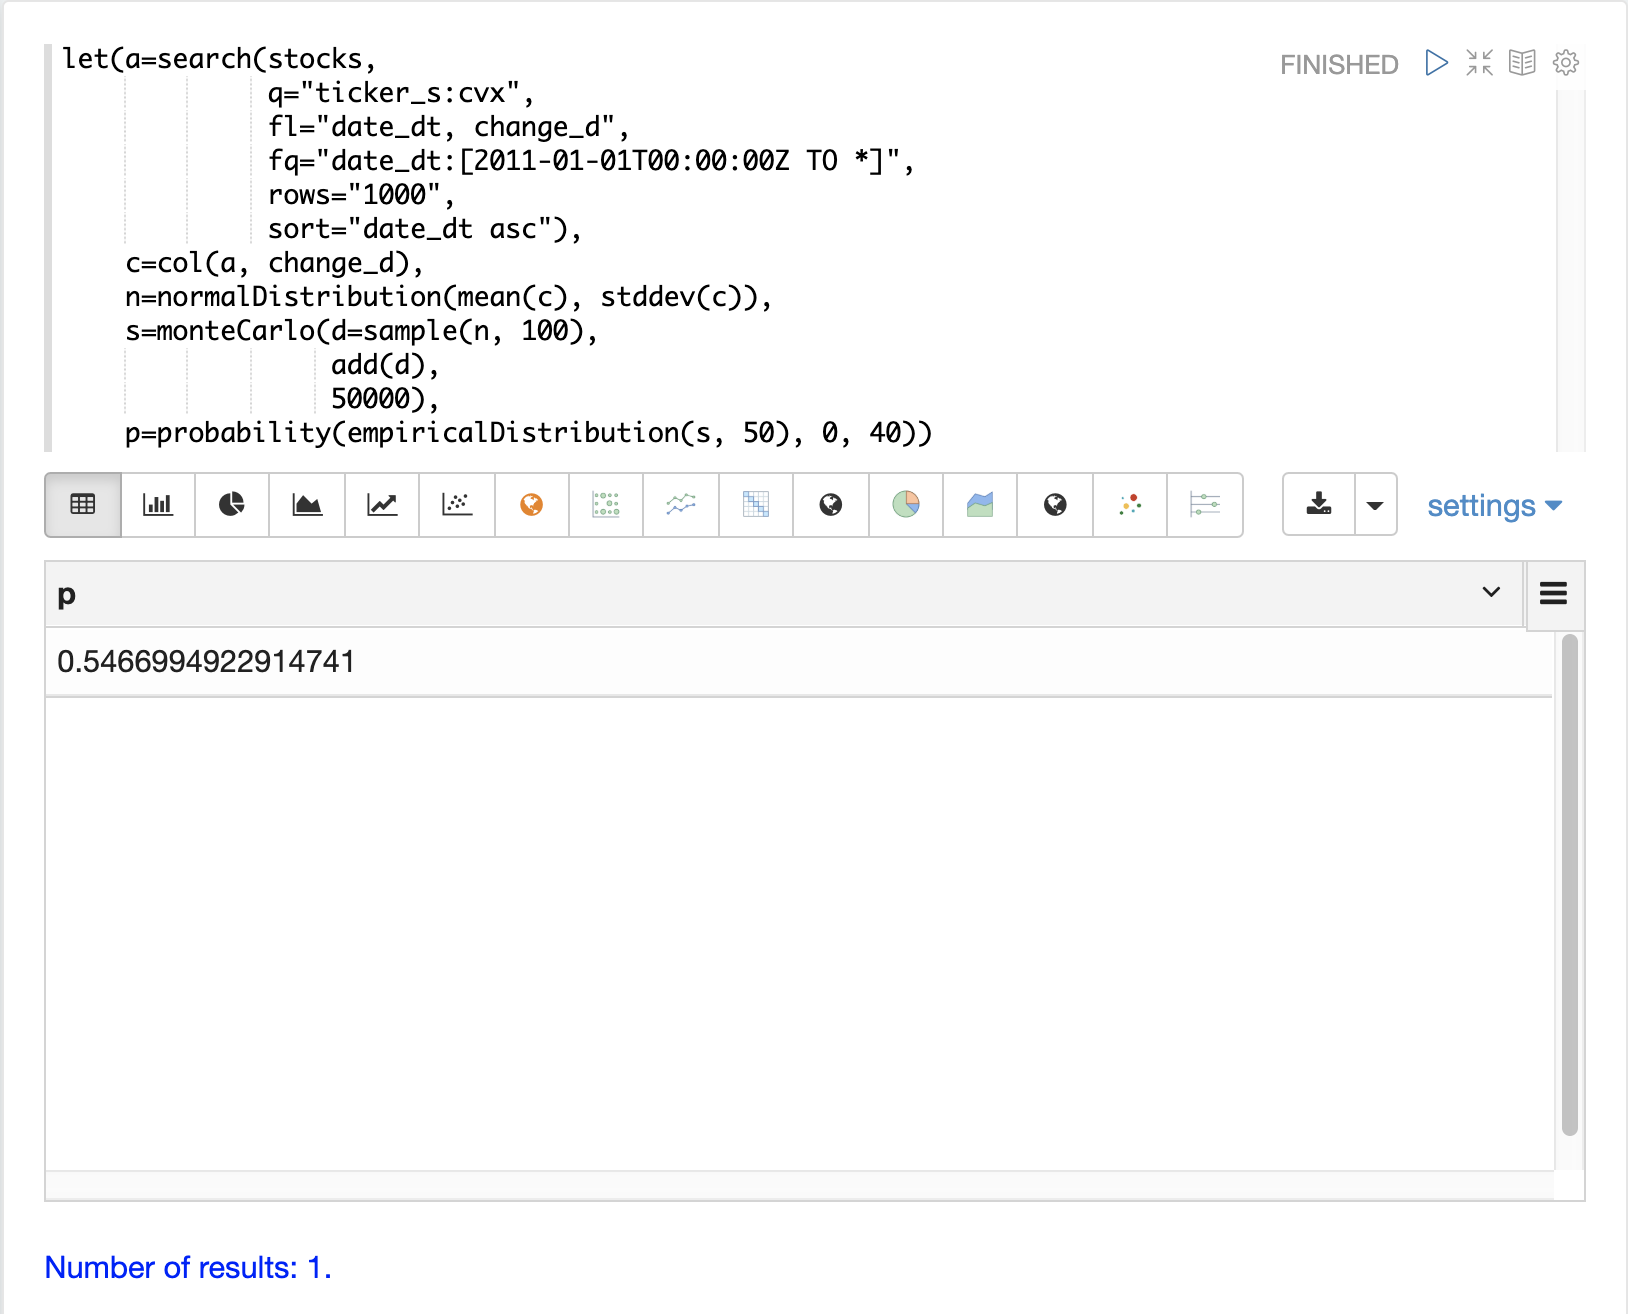 let(a=search(stocks,
q="ticker_s:cvx",
fl="date_dt, change_d",
fq="date_dt:[2011-01-01T00:00:00Z TO *]",
rows="1000",
sort="date_dt asc"),
c=col(a, change_d),
n=normalDistribution(mean(c), stddev(c)),
s=monteCarlo(d=sample(n, 100),
add(d),
50000),
p=probability(empiricalDistribution(s, 50), 0, 40))
FINISHED
settings
p
0.5466994922914741
Number of results: 1.